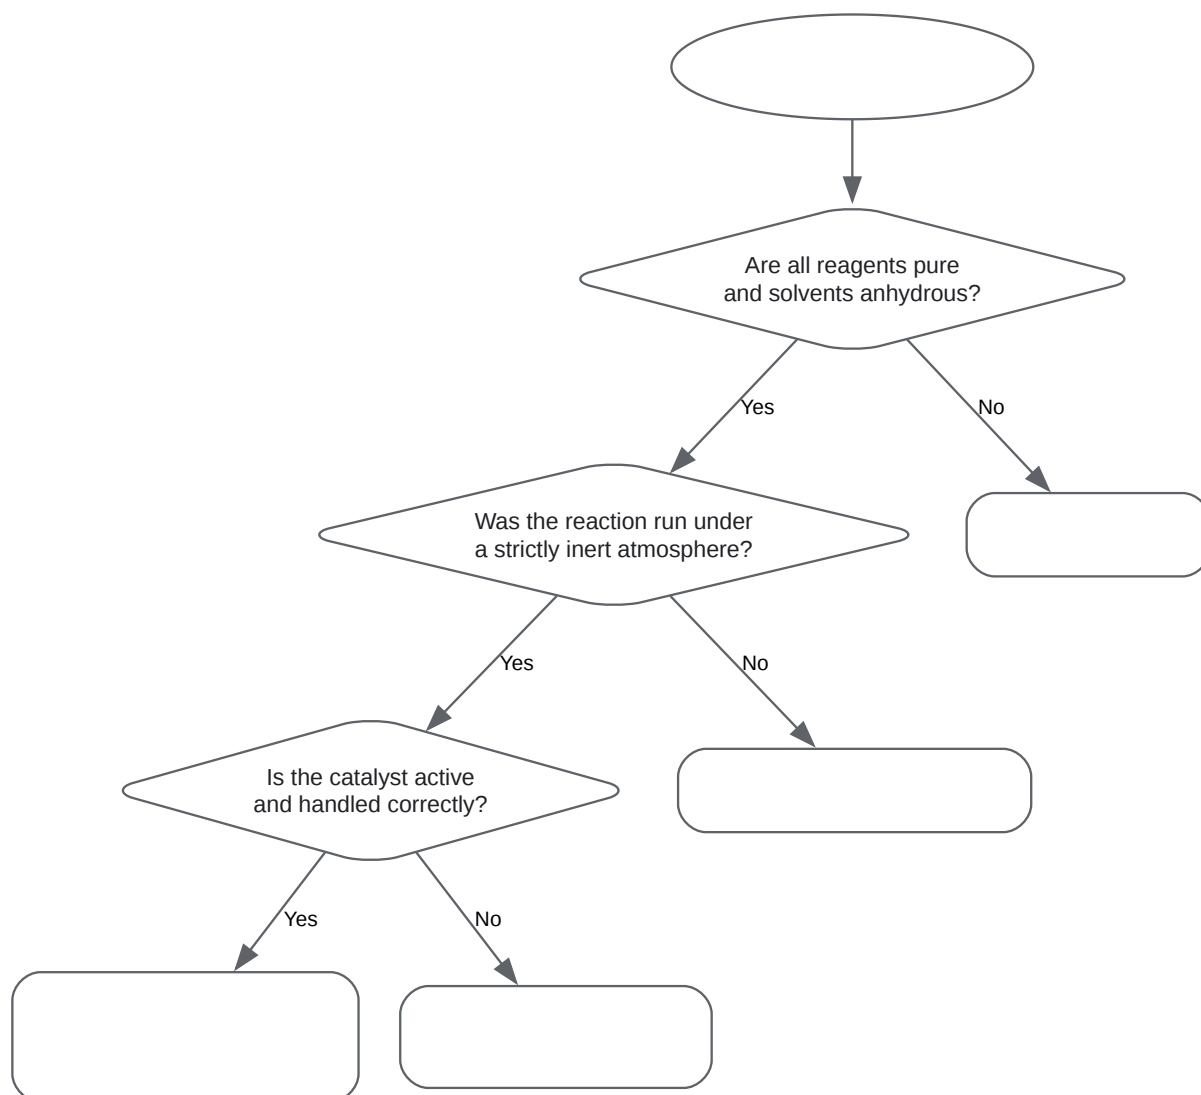 Are all reagents pure
and solvents anhydrous?
Yes
No
Was the reaction run under
a strictly inert atmosphere?
Yes
No
Is the catalyst active
and handled correctly?
Yes
No